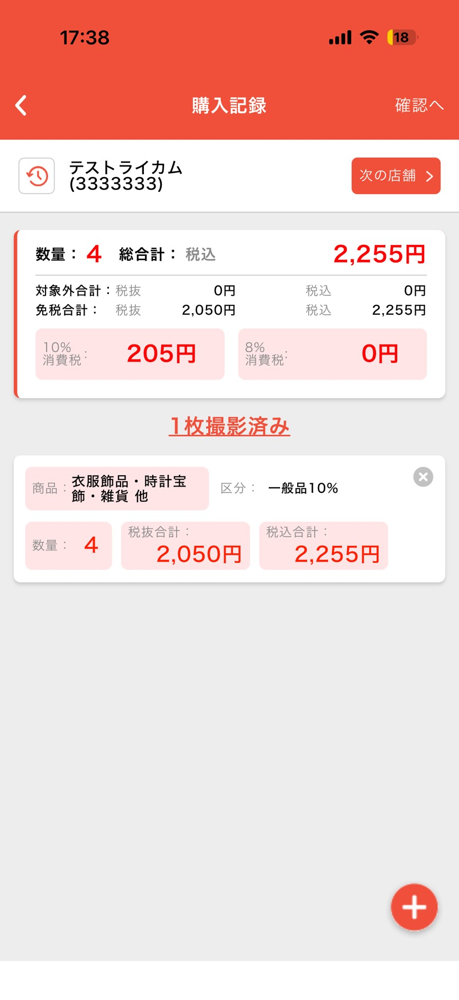 17:38
18
購入記録
確認へ
テストライカム
(3333333)
次の店舗
数量： 4 総合計： 税込 2,255円
対象外合計： 税抜 0円 税込 0円
免税合計： 税抜 2,050円 税込 2,255円
10%
消費税： 205円
8%
消費税： 0円
1枚撮影済み
商品： 衣服飾品・時計宝
飾・雑貨 他
区分： 一般品10%
数量： 4
税抜合計：
2,050円
税込合計：
2,255円